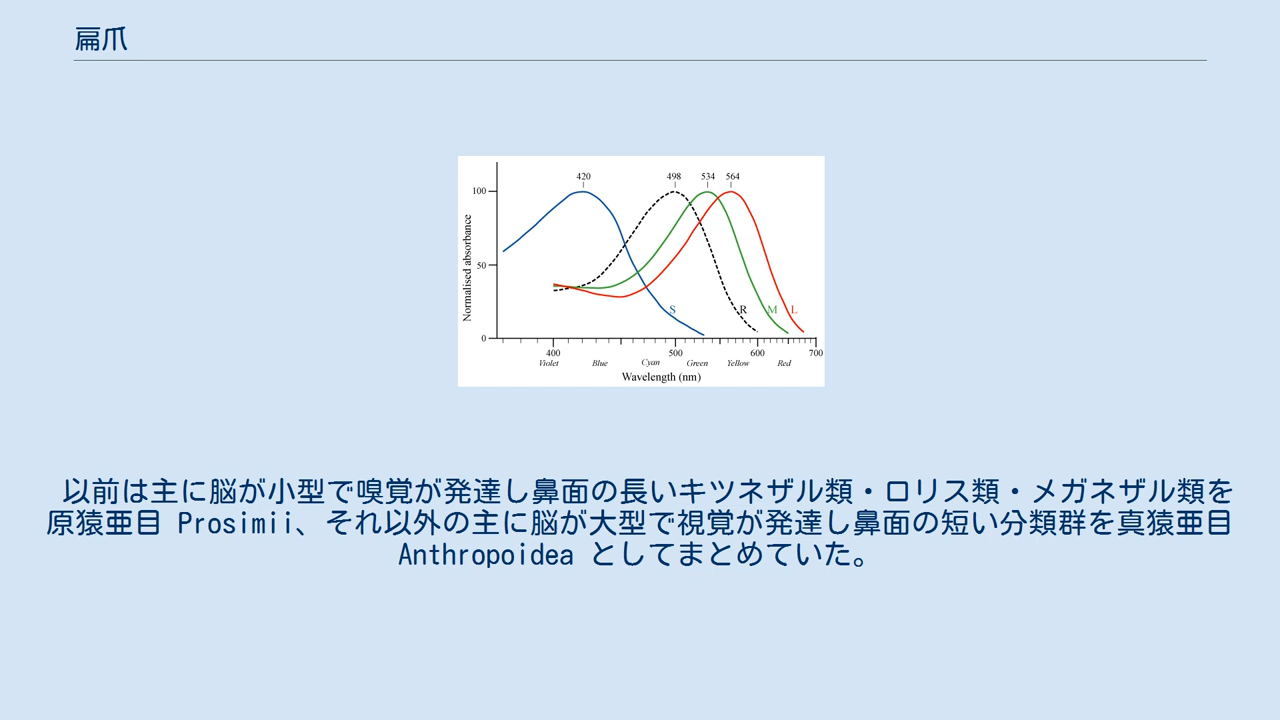 扁爪
420 498 534 564
100
50
0
Normalised absorbance
S R M L
400 500 600 700
Violet Blue Cyan Green Yellow Red
Wavelength (nm)
以前は主に脳が小型で嗅覚が発達し鼻面の長いキツネザル類・ロリス類・メガネザル類を
原猿亜目 Prosimii、それ以外の主に脳が大型で視覚が発達し鼻面の短い分類群を真猿亜目
Anthropoidea としてまとめていた。